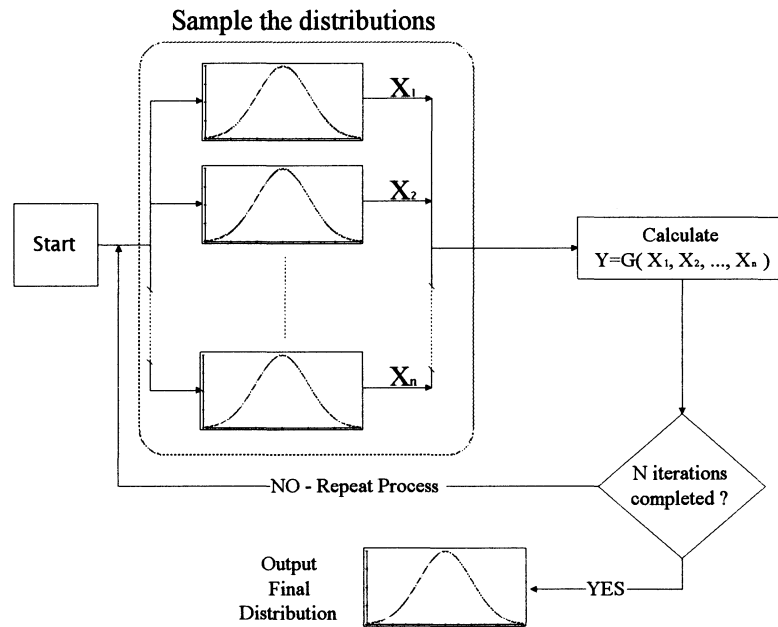 Sample the distributions
X₁
X₂
Start
Calculate
Y=G( X₁, X₂, ..., Xₙ )
Xₙ
N iterations
completed ?
NO - Repeat Process
Output
Final
Distribution
YES